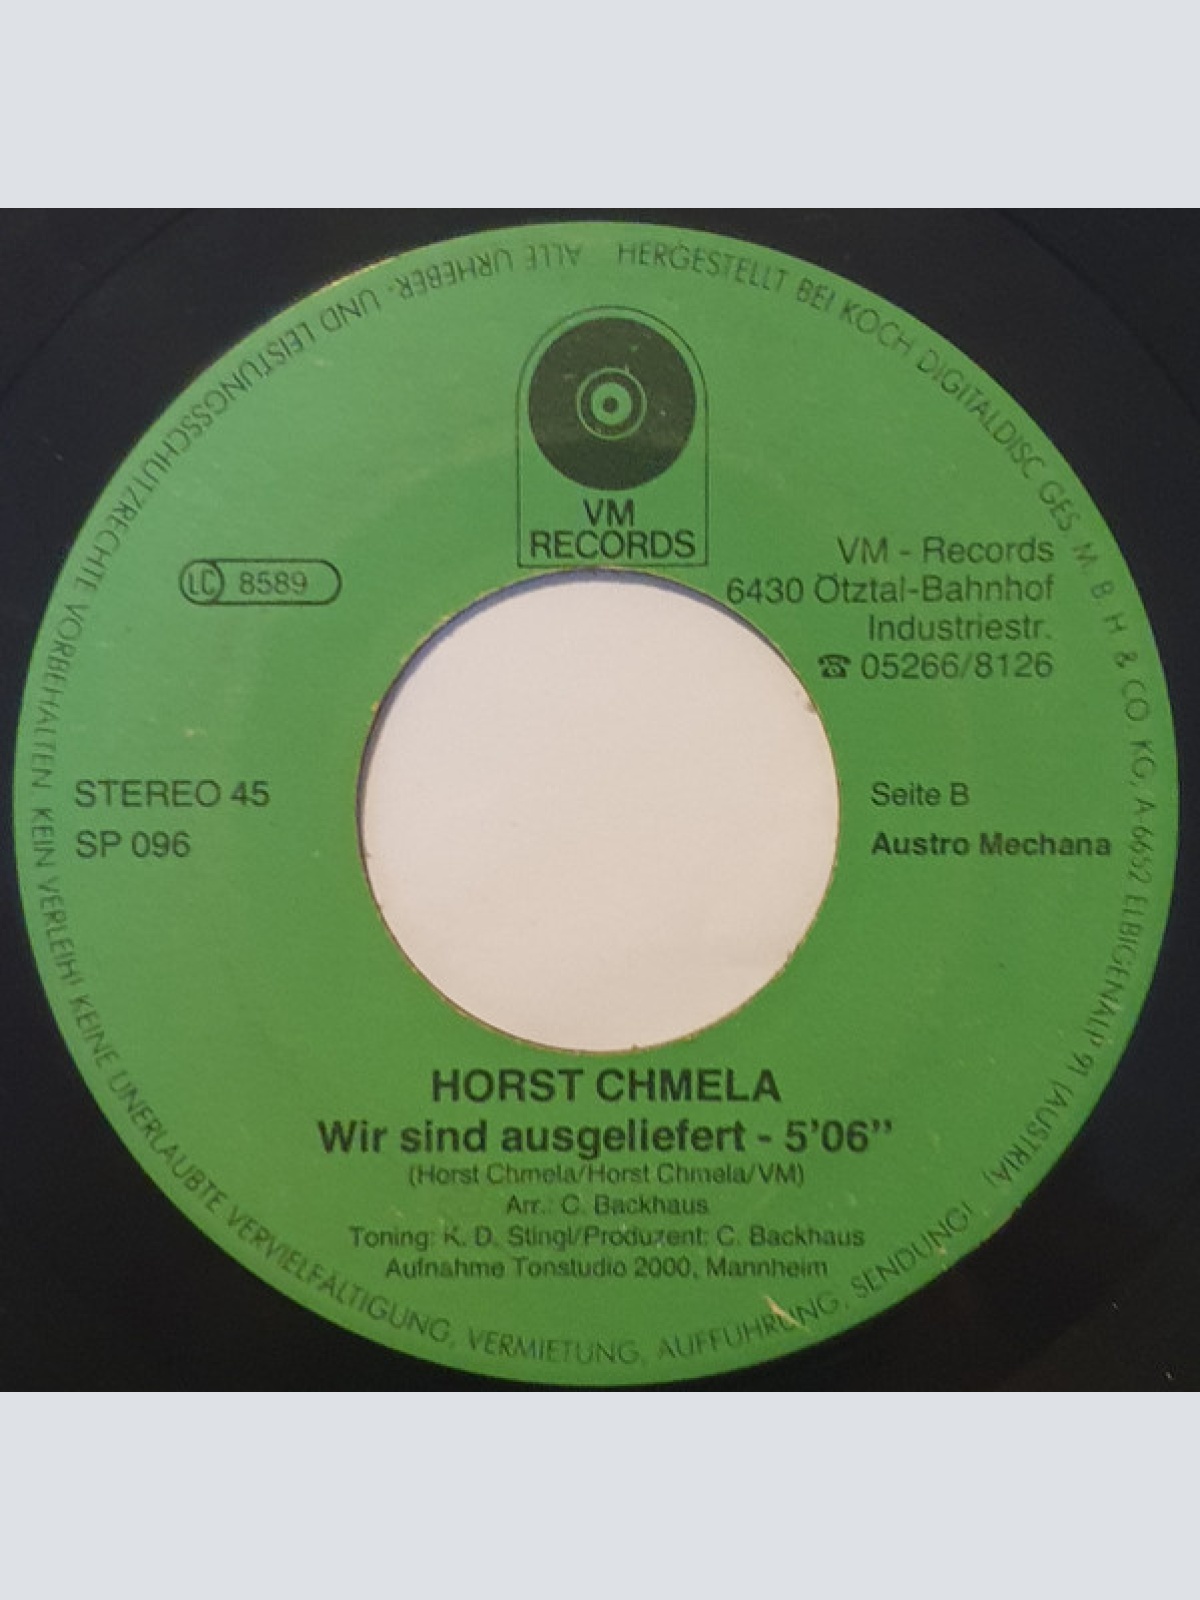 HERGESTELLT BEI KOCH DIGITALDISC GES. M. B. H & CO. KG, A-6652 ELBIGENALP 91 (AUSTRIA)
ALLE URHEBER- UND LEISTUNGSSCHUTZRECHTE VORBEHALTEN. KEIN VERLEIH! KEINE UNERLAUBTE VERVIELFÄLTIGUNG, VERMIETUNG, AUFFÜHRUNG, SENDUNG!
VM
RECORDS
LC 8589
VM - Records
6430 Ötztal-Bahnhof
Industriestr.
☎ 05266/8126
STEREO 45
SP 096
Seite B
Austro Mechana
HORST CHMELA
Wir sind ausgeliefert - 5’06”
(Horst Chmela/Horst Chmela/VM)
Arr.: C. Backhaus
Toning: K. D. Stingl/Produzent: C. Backhaus
Aufnahme Tonstudio 2000, Mannheim